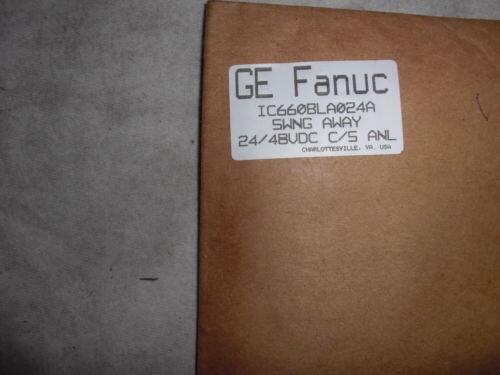 GE Fanuc
IC660BLA024A
SWNG AWAY
24/48VDC C/S ANL
CHARLOTTESVILLE, VA. USA